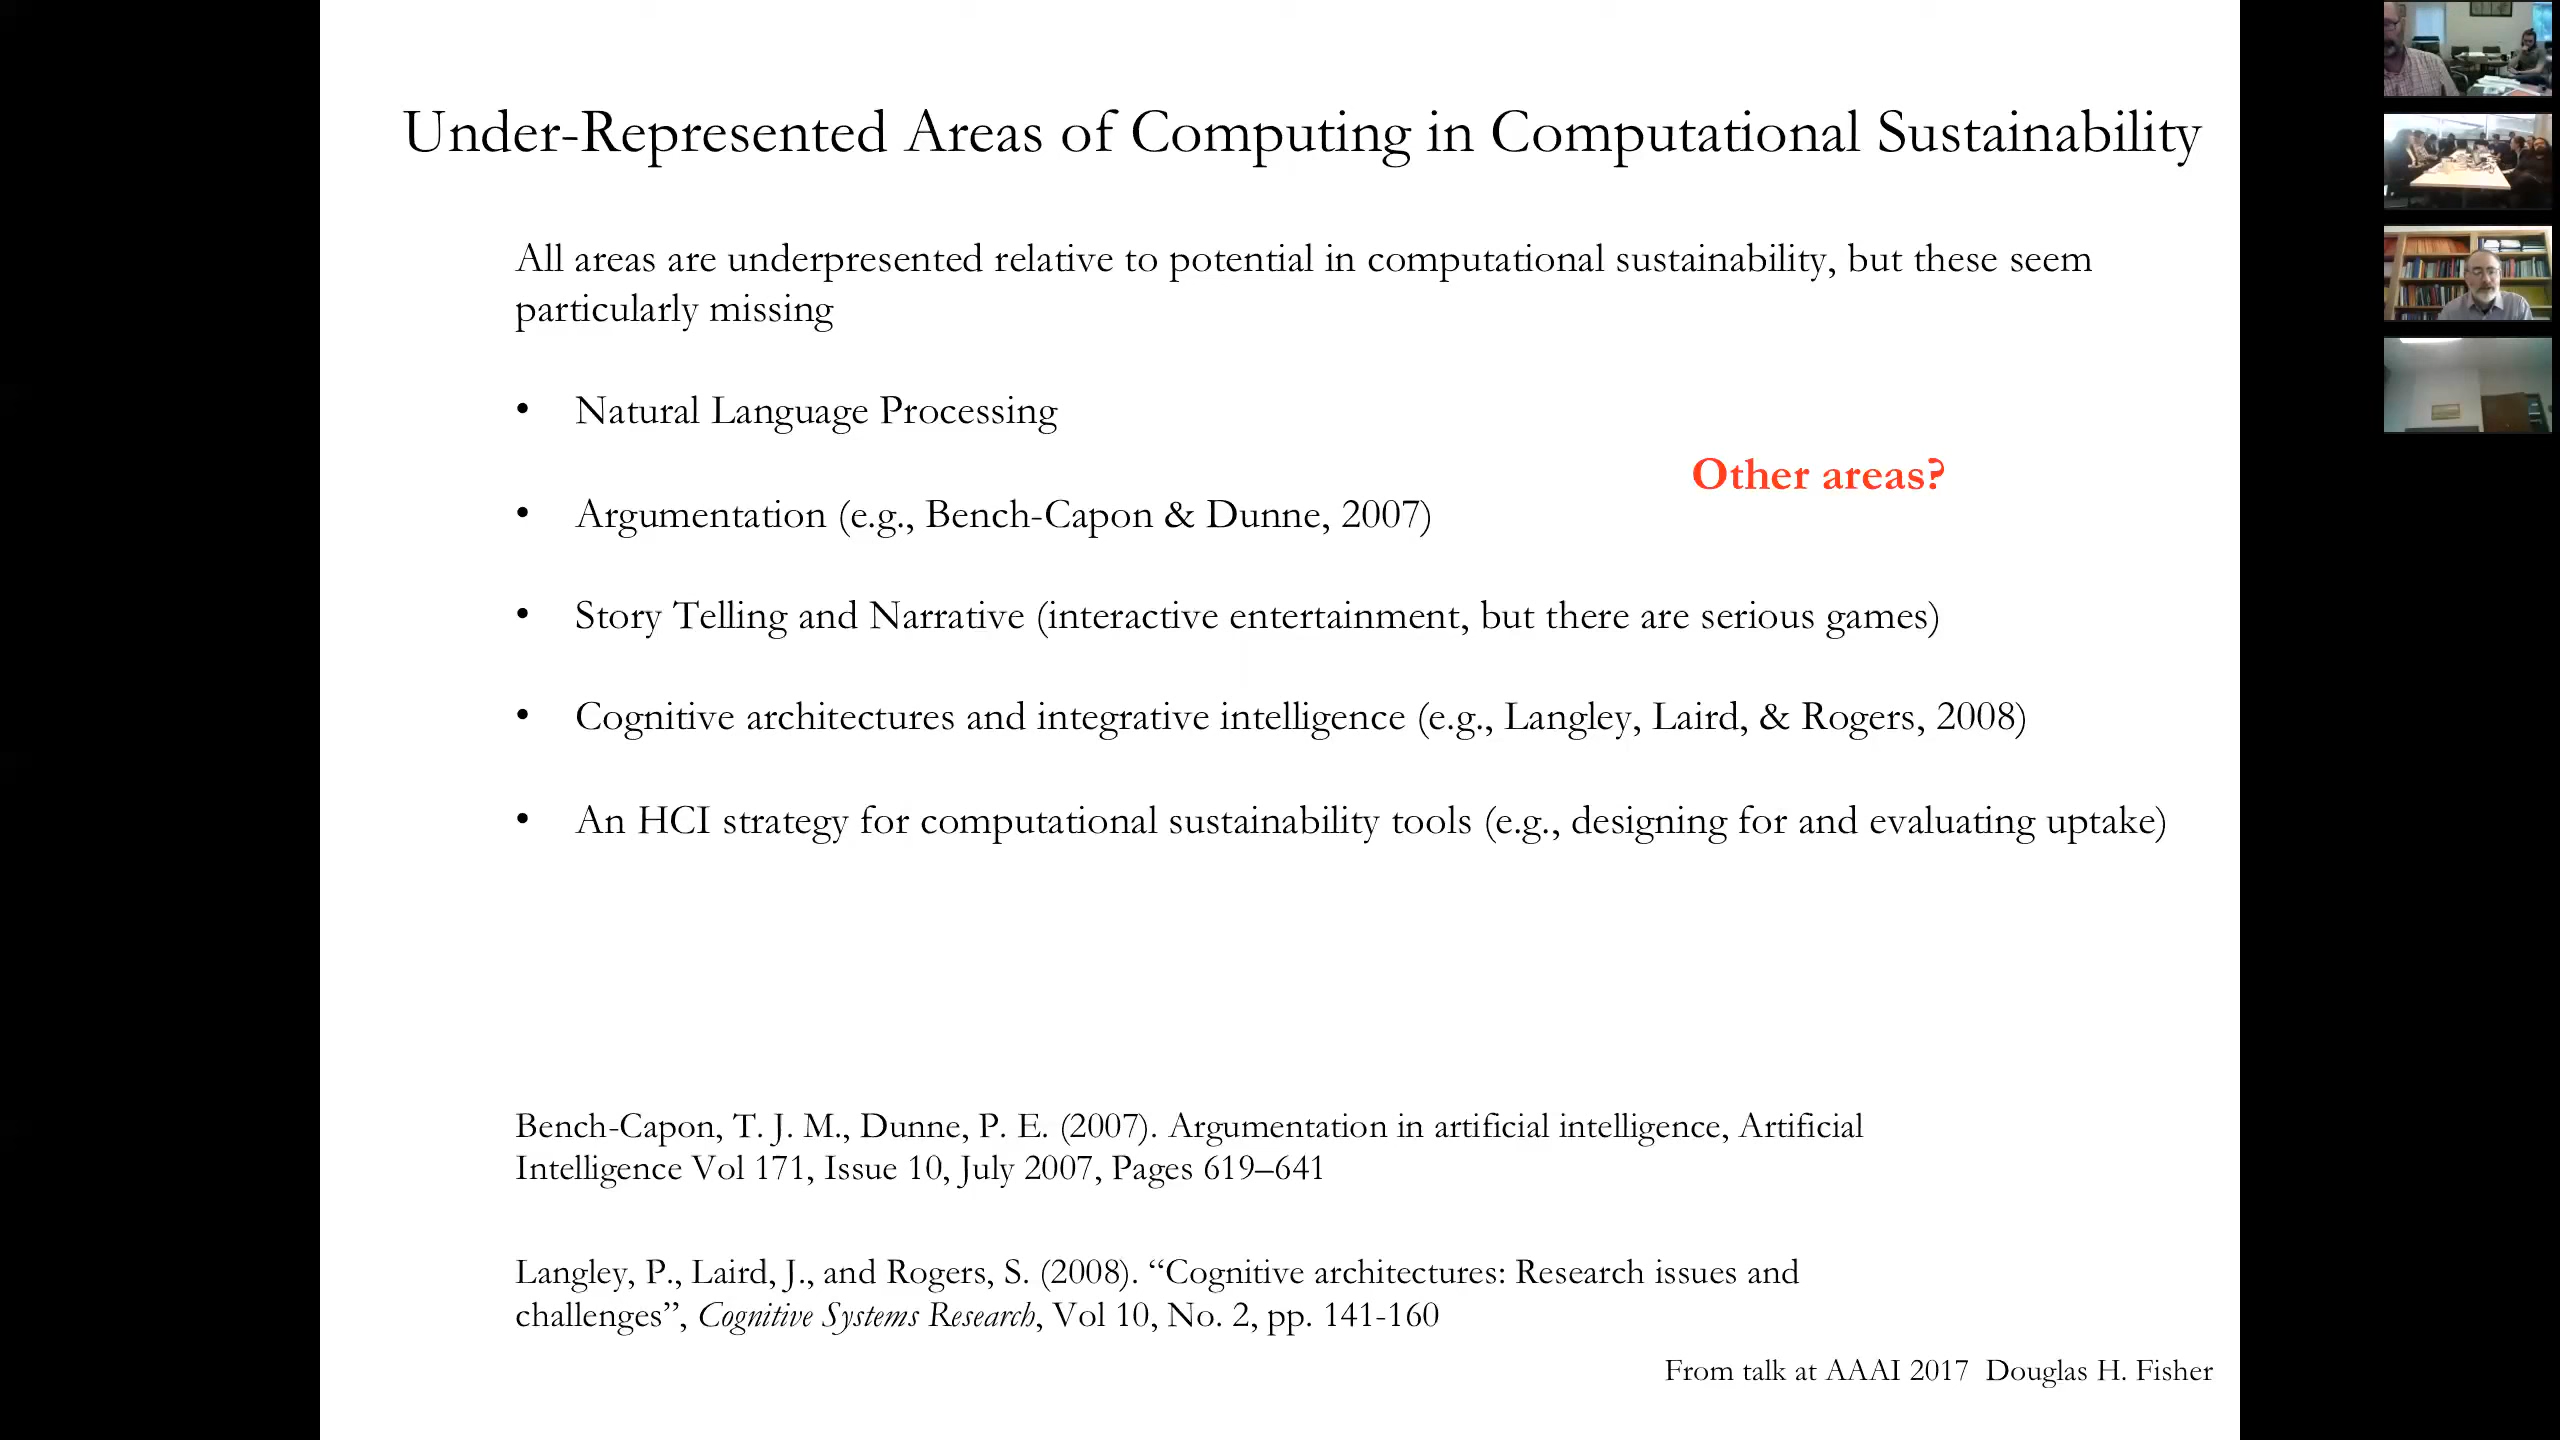 Under-Represented Areas of Computing in Computational Sustainability
All areas are underpresented relative to potential in computational sustainability, but these seem
particularly missing
• Natural Language Processing
Other areas?
• Argumentation (e.g., Bench-Capon & Dunne, 2007)
• Story Telling and Narrative (interactive entertainment, but there are serious games)
• Cognitive architectures and integrative intelligence (e.g., Langley, Laird, & Rogers, 2008)
• An HCI strategy for computational sustainability tools (e.g., designing for and evaluating uptake)
Bench-Capon, T. J. M., Dunne, P. E. (2007). Argumentation in artificial intelligence, Artificial
Intelligence Vol 171, Issue 10, July 2007, Pages 619–641
Langley, P., Laird, J., and Rogers, S. (2008). “Cognitive architectures: Research issues and
challenges”, Cognitive Systems Research, Vol 10, No. 2, pp. 141-160
From talk at AAAI 2017 Douglas H. Fisher